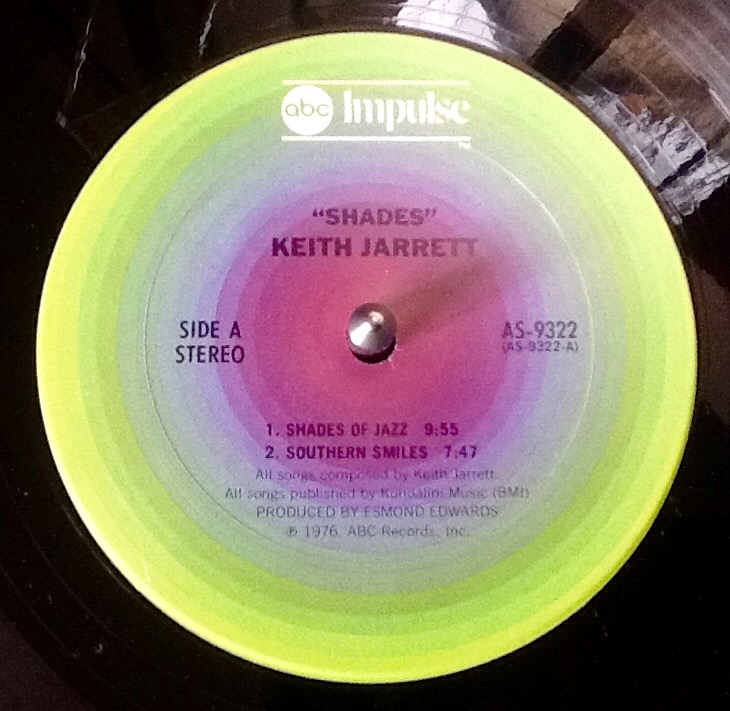 abc Impulse
TM
"SHADES"
KEITH JARRETT
SIDE A
STEREO
AS-9322
(AS-9322-A)
1. SHADES OF JAZZ 9:55
2. SOUTHERN SMILES 7:47
All songs composed by Keith Jarrett.
All songs published by Kundalini Music (BMI)
PRODUCED BY ESMOND EDWARDS
℗ 1976, ABC Records, Inc.